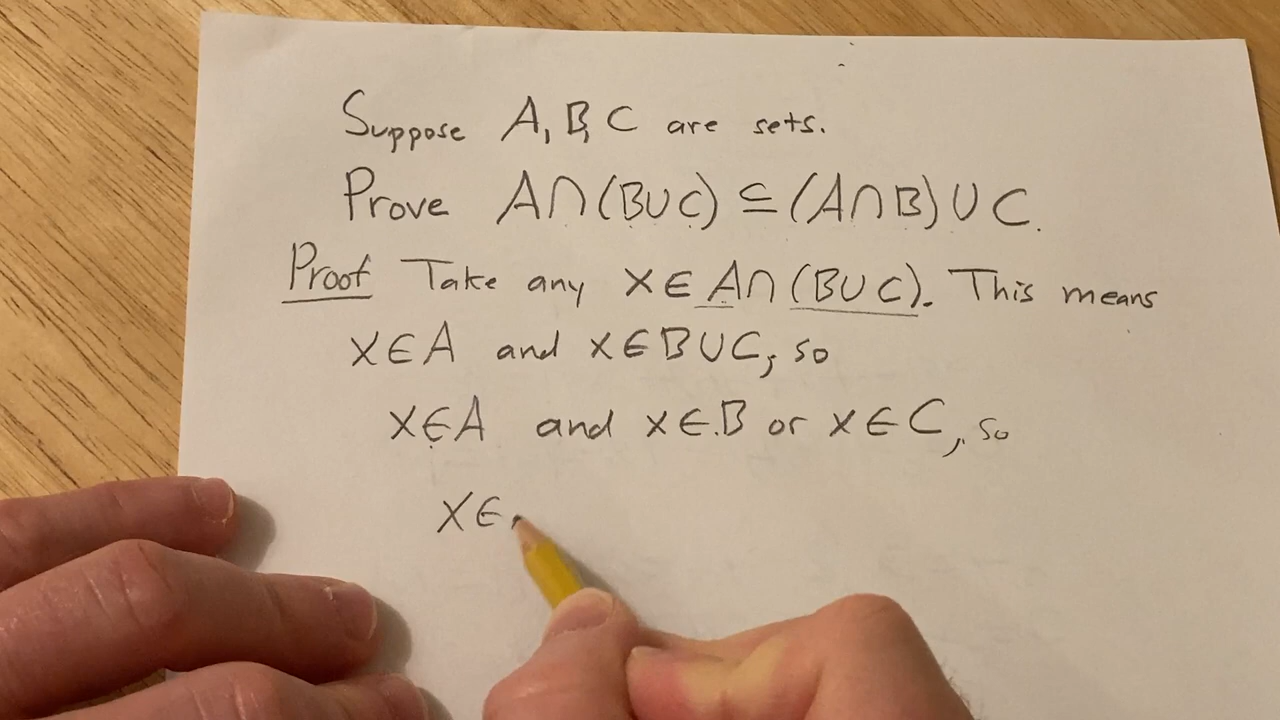 Suppose A, B, C are sets.
Prove A∩(B∪C) ⊆ (A∩B)∪C.
Proof Take any x∈A∩(B∪C). This means
x∈A and x∈B∪C, so
x∈A and x∈B or x∈C, so
x∈